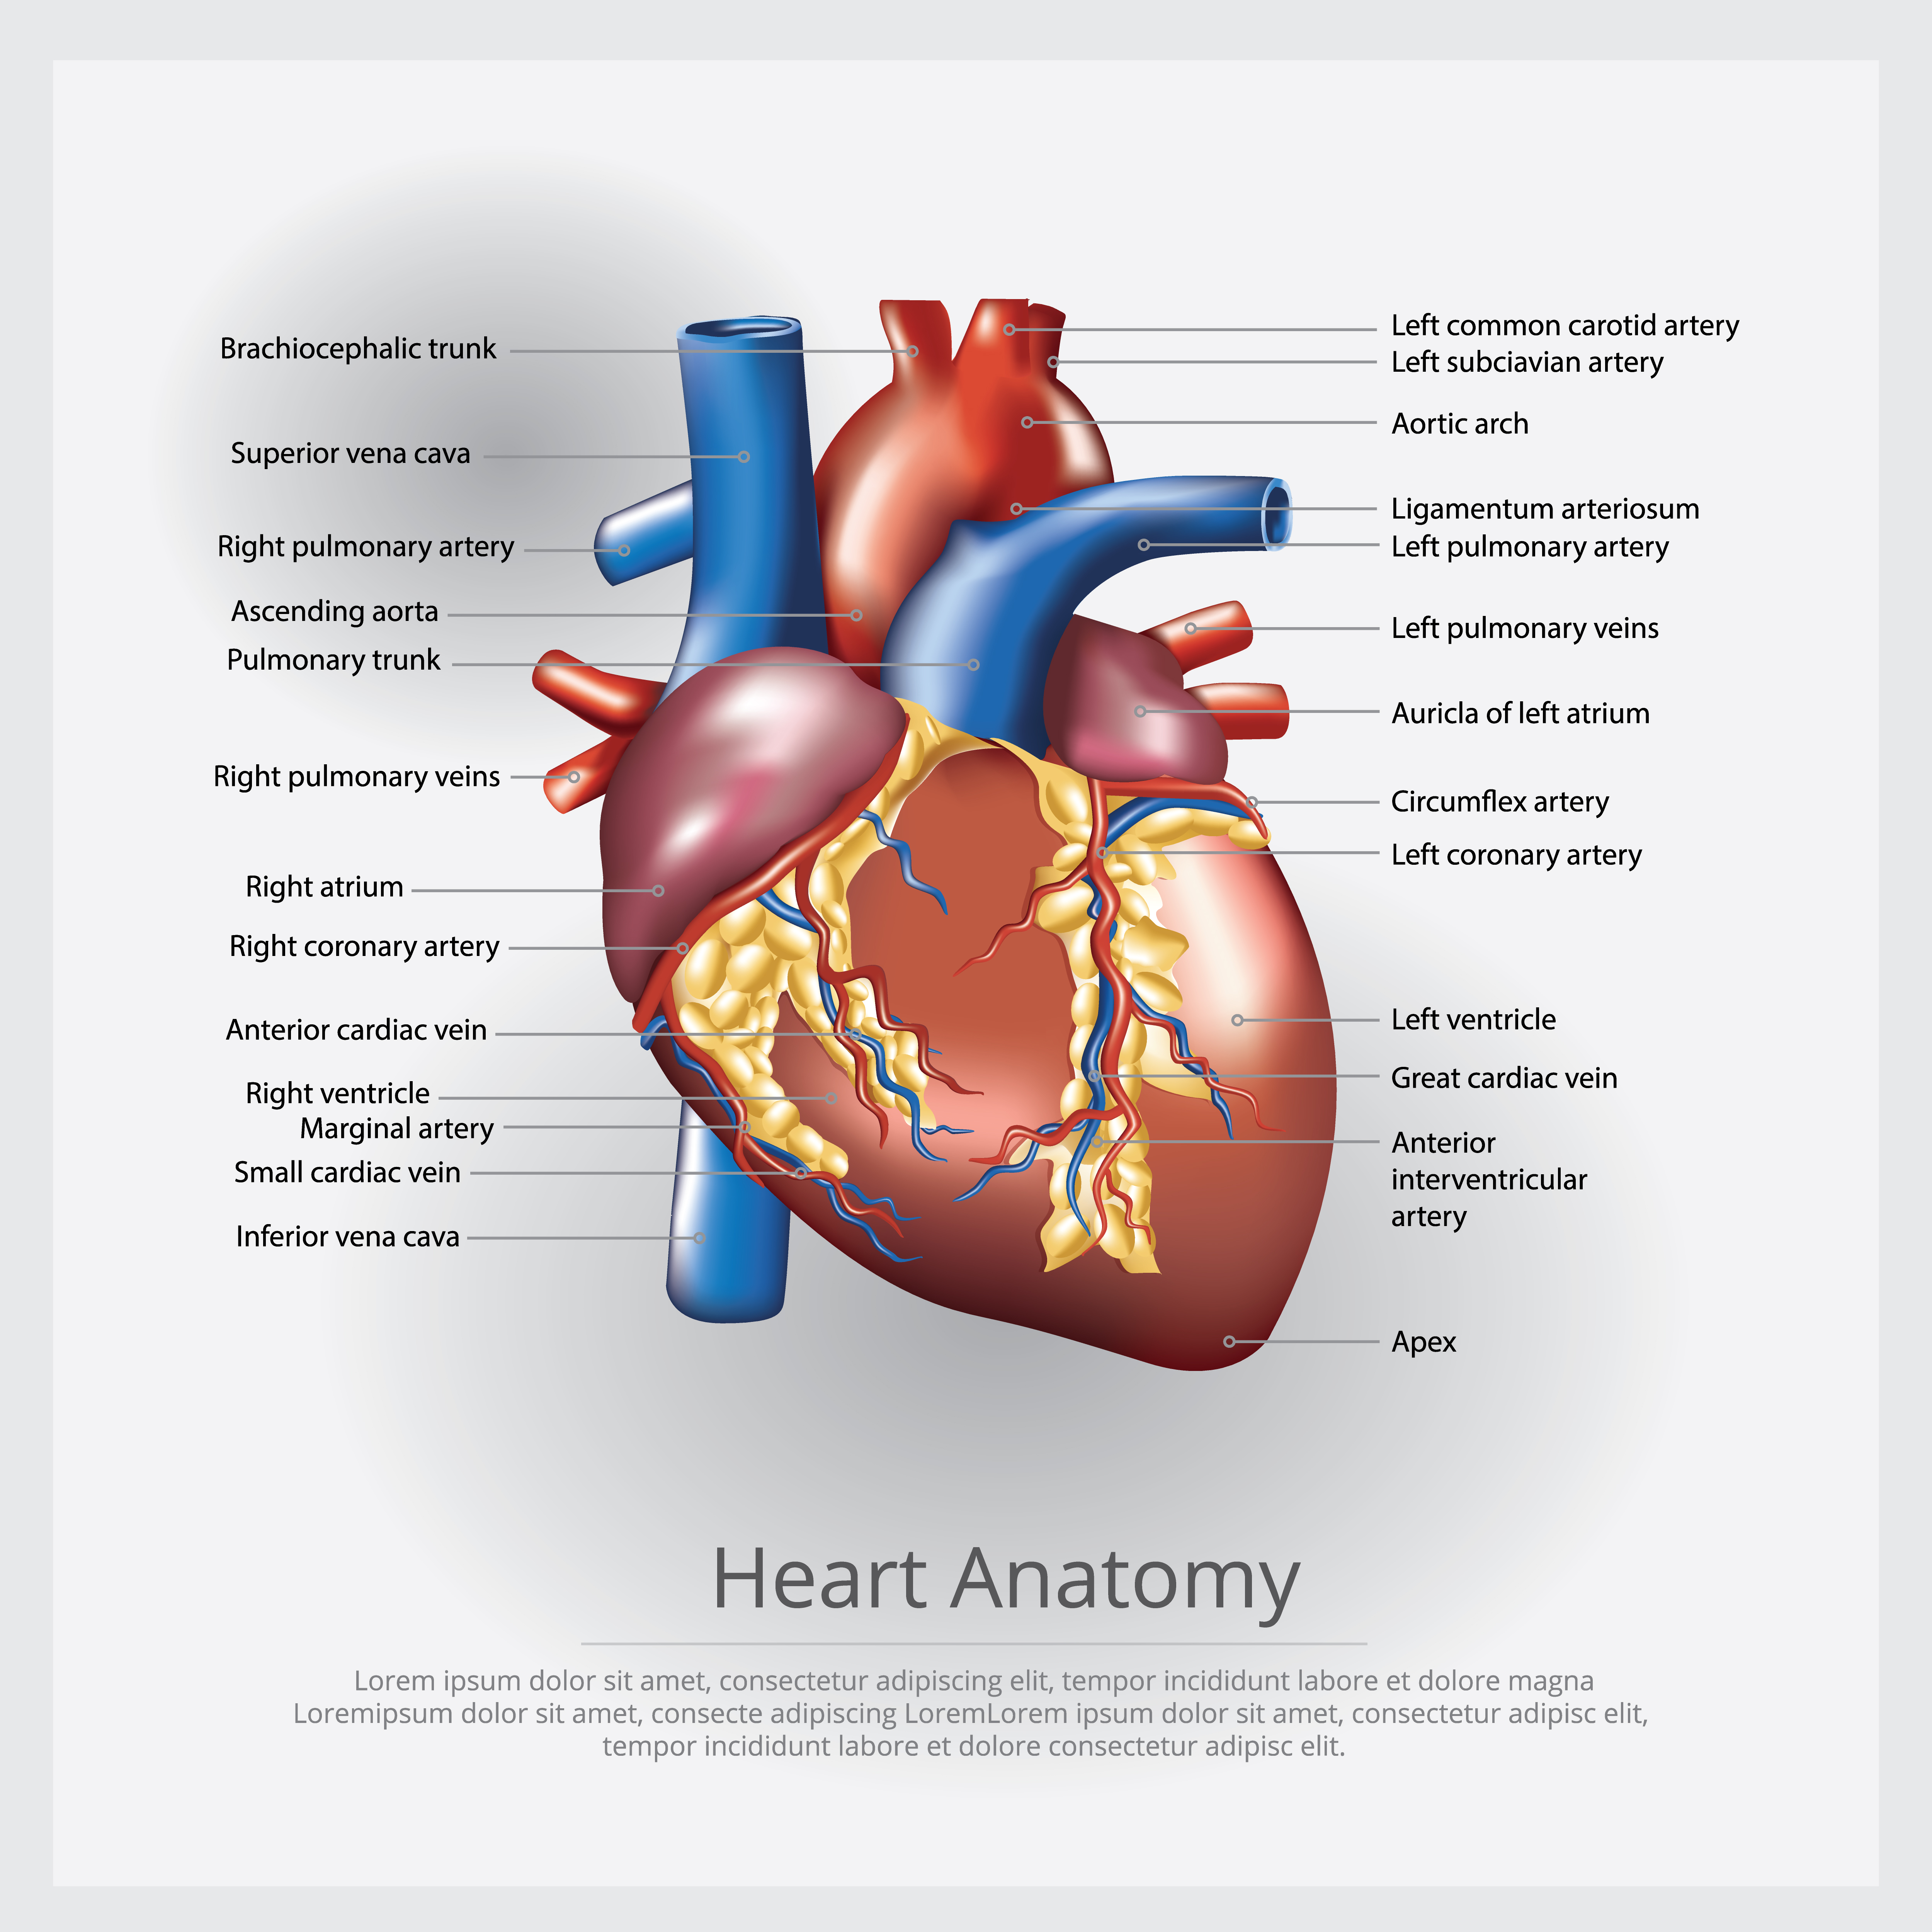 Brachiocephalic trunk
Superior vena cava
Right pulmonary artery
Ascending aorta
Pulmonary trunk
Right pulmonary veins
Right atrium
Right coronary artery
Anterior cardiac vein
Right ventricle
Marginal artery
Small cardiac vein
Inferior vena cava
Left common carotid artery
Left subciavian artery
Aortic arch
Ligamentum arteriosum
Left pulmonary artery
Left pulmonary veins
Auricla of left atrium
Circumflex artery
Left coronary artery
Left ventricle
Great cardiac vein
Anterior
interventricular
artery
Apex
Heart Anatomy
Lorem ipsum dolor sit amet, consectetur adipiscing elit, tempor incididunt labore et dolore magna
Loremipsum dolor sit amet, consecte adipiscing LoremLorem ipsum dolor sit amet, consectetur adipisc elit,
tempor incididunt labore et dolore consectetur adipisc elit.